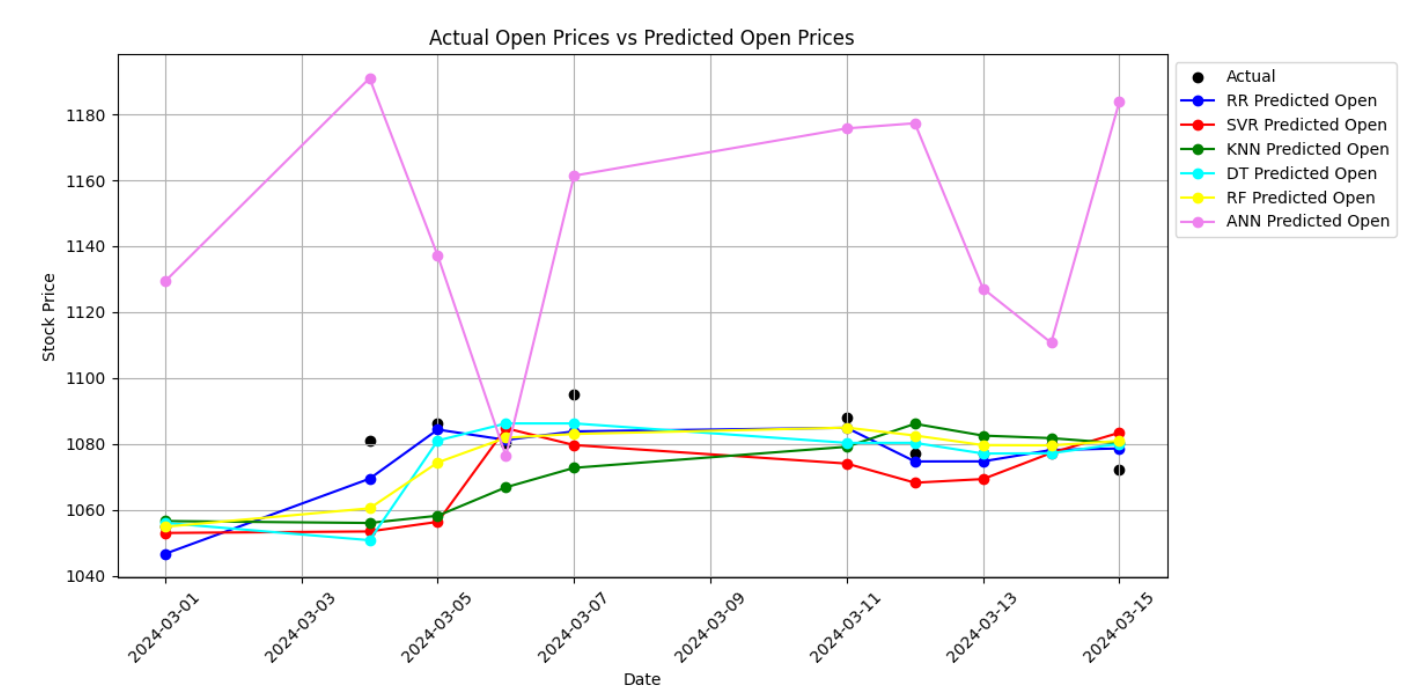 Actual Open Prices vs Predicted Open Prices
Stock Price
1180
1160
1140
1120
1100
1080
1060
1040
2024-03-01
2024-03-03
2024-03-05
2024-03-07
2024-03-09
2024-03-11
2024-03-13
2024-03-15
Date
Actual
RR Predicted Open
SVR Predicted Open
KNN Predicted Open
DT Predicted Open
RF Predicted Open
ANN Predicted Open